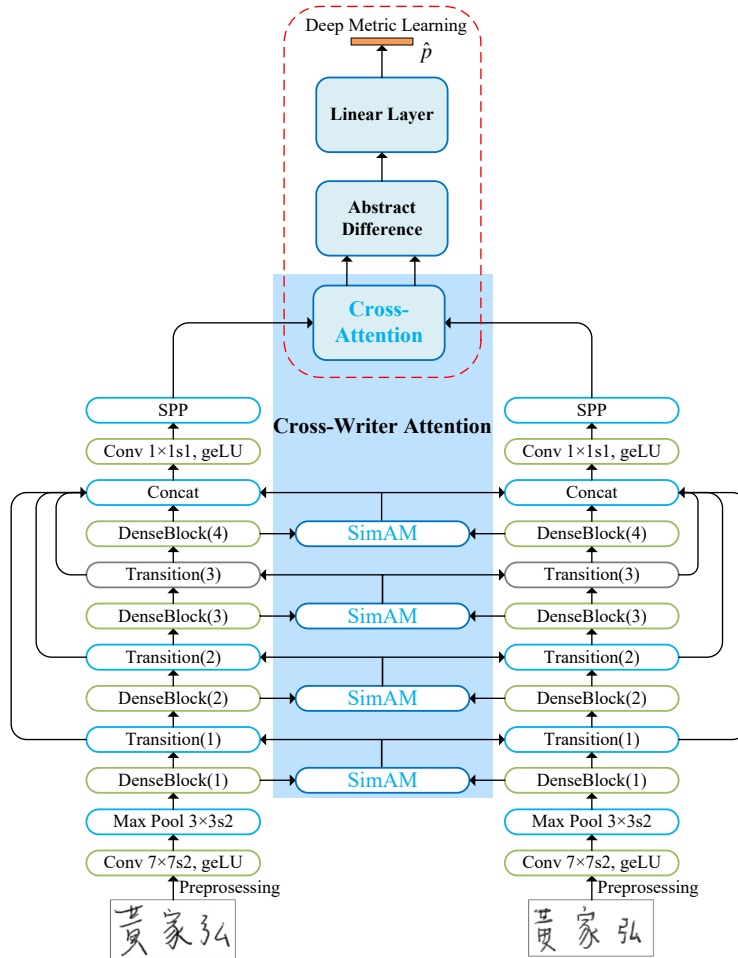 Deep Metric Learning
p̂
Linear Layer
Abstract
Difference
Cross-
Attention
Cross-Writer Attention
SPP
Conv 1×1s1, geLU
Concat
DenseBlock(4)
Transition(3)
DenseBlock(3)
Transition(2)
DenseBlock(2)
Transition(1)
DenseBlock(1)
Max Pool 3×3s2
Conv 7×7s2, geLU
Preprosessing
黃家弘
SimAM
SimAM
SimAM
SimAM
SPP
Conv 1×1s1, geLU
Concat
DenseBlock(4)
Transition(3)
DenseBlock(3)
Transition(2)
DenseBlock(2)
Transition(1)
DenseBlock(1)
Max Pool 3×3s2
Conv 7×7s2, geLU
Preprosessing
黃家弘